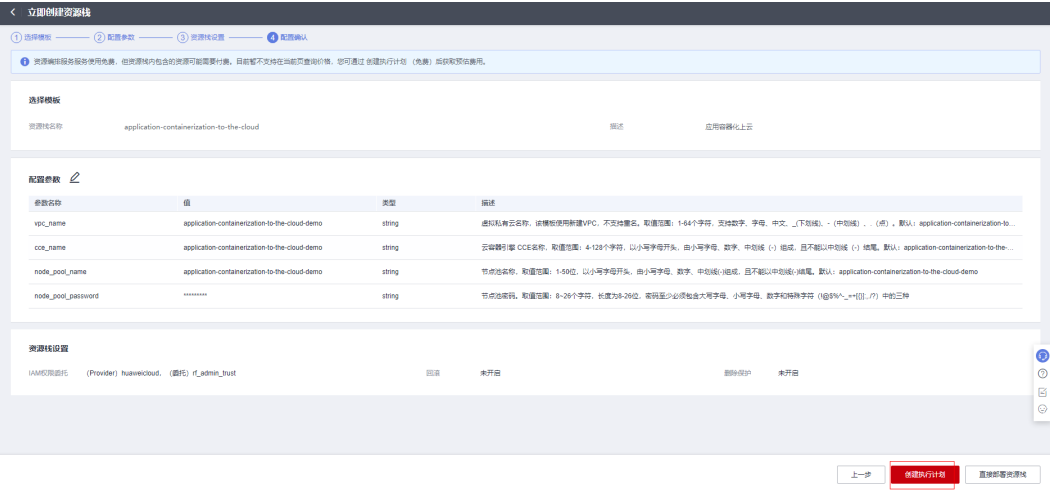 立即创建资源栈
1 选择模板
2 配置参数
3 资源栈设置
4 配置确认
资源编排服务服务使用免费，但资源栈内包含的资源可能需要付费。目前暂不支持在当前页查询价格，您可通过 创建执行计划 （免费）后获取预估费用。
选择模板
资源栈名称 application-containerization-to-the-cloud 描述 应用容器化上云
配置参数
参数名称 值 类型 描述
vpc_name application-containerization-to-the-cloud-demo string 虚拟私有云名称，该模板使用新建VPC，不支持重名。取值范围：1-64个字符，支持数字、字母、中文、_(下划线)、-（中划线）、.（点）。默认：application-containerization-to...
cce_name application-containerization-to-the-cloud-demo string 云容器引擎 CCE名称，取值范围：4-128个字符，以小写字母开头，由小写字母、数字、中划线（-）组成，且不能以中划线（-）结尾。默认：application-containerization-to-the-...
node_pool_name application-containerization-to-the-cloud-demo string 节点池名称，取值范围：1-50位，以小写字母开头，由小写字母、数字、中划线(-)组成，且不能以中划线(-)结尾。默认：application-containerization-to-the-cloud-demo
node_pool_password ********* string 节点池密码。取值范围：8~26个字符，长度为8-26位，密码至少必须包含大写字母、小写字母、数字和特殊字符（!@$%^-_=+[{}]:,./?）中的三种
资源栈设置
IAM权限委托 （Provider）huaweicloud、（委托）rf_admin_trust 回滚 未开启 删除保护 未开启
上一步 创建执行计划 直接部署资源栈